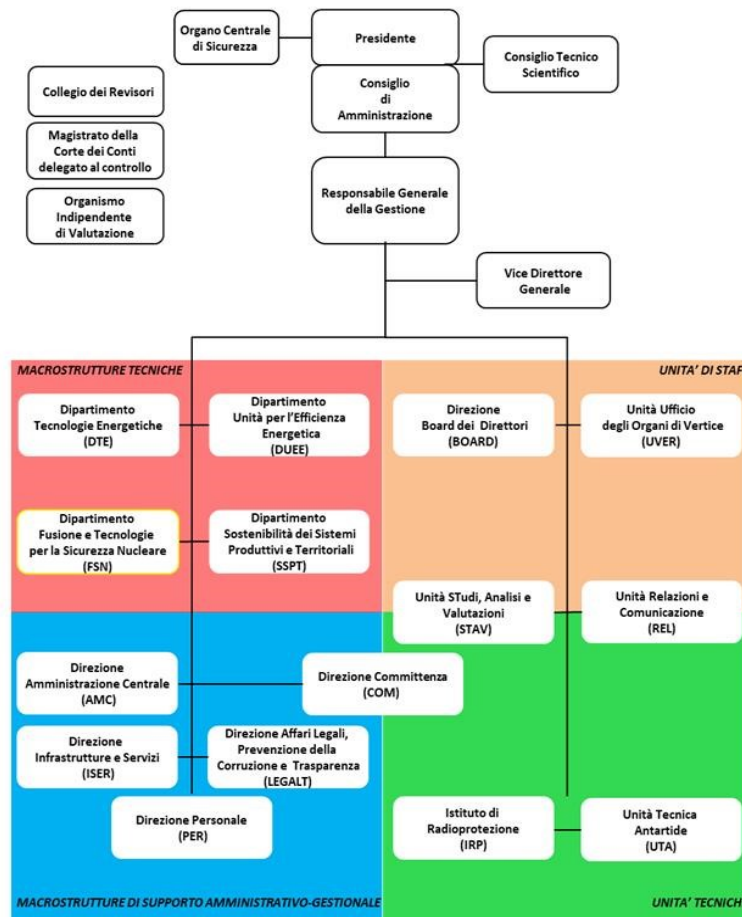 Organo Centrale
di Sicurezza
Presidente
Consiglio Tecnico
Scientifico
Consiglio
di
Amministrazione
Collegio dei Revisori
Magistrato della
Corte dei Conti
delegato al controllo
Organismo
Indipendente
di Valutazione
Responsabile Generale
della Gestione
Vice Direttore
Generale
MACROSTRUTTURE TECNICHE
UNITA' DI STAF
Dipartimento
Tecnologie Energetiche
(DTE)
Dipartimento
Unità per l'Efficienza
Energetica
(DUEE)
Direzione
Board dei Direttori
(BOARD)
Unità Ufficio
degli Organi di Vertice
(UVER)
Dipartimento
Fusione e Tecnologie
per la Sicurezza Nucleare
(FSN)
Dipartimento
Sostenibilità dei Sistemi
Produttivi e Territoriali
(SSPT)
Unità STudi, Analisi e
Valutazioni
(STAV)
Unità Relazioni e
Comunicazione
(REL)
Direzione
Amministrazione Centrale
(AMC)
Direzione Committenza
(COM)
Direzione
Infrastrutture e Servizi
(ISER)
Direzione Affari Legali,
Prevenzione della
Corruzione e Trasparenza
(LEGALT)
Direzione Personale
(PER)
Istituto di
Radioprotezione
(IRP)
Unità Tecnica
Antartide
(UTA)
MACROSTRUTTURE DI SUPPORTO AMMINISTRATIVO-GESTIONALE
UNITA' TECNICH